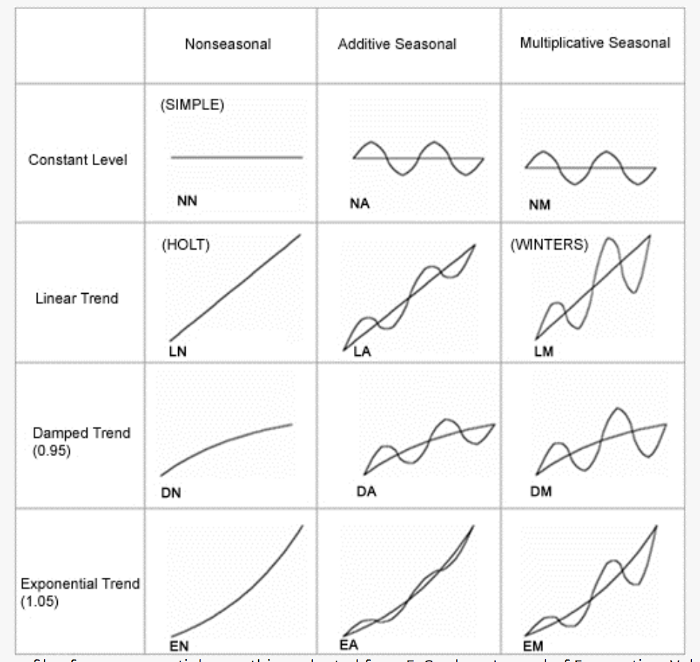 Nonseasonal
Additive Seasonal
Multiplicative Seasonal
Constant Level
(SIMPLE)
NN
NA
NM
Linear Trend
(HOLT)
LN
LA
(WINTERS)
LM
Damped Trend
(0.95)
DN
DA
DM
Exponential Trend
(1.05)
EN
EA
EM